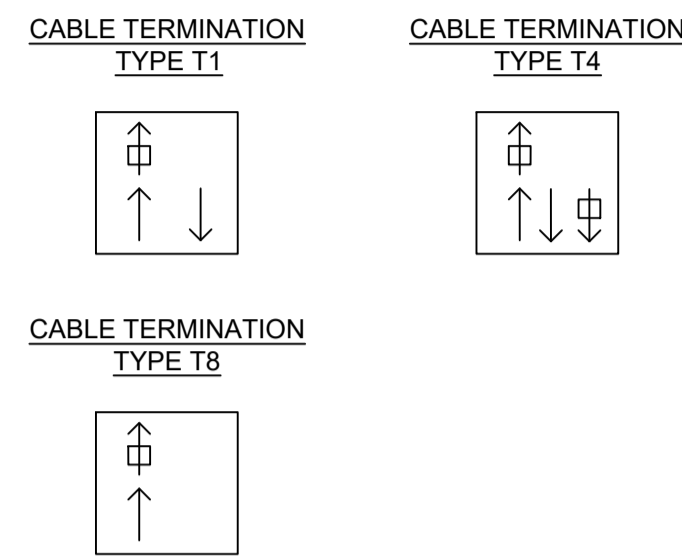 CABLE TERMINATION
TYPE T1
CABLE TERMINATION
TYPE T4
CABLE TERMINATION
TYPE T8